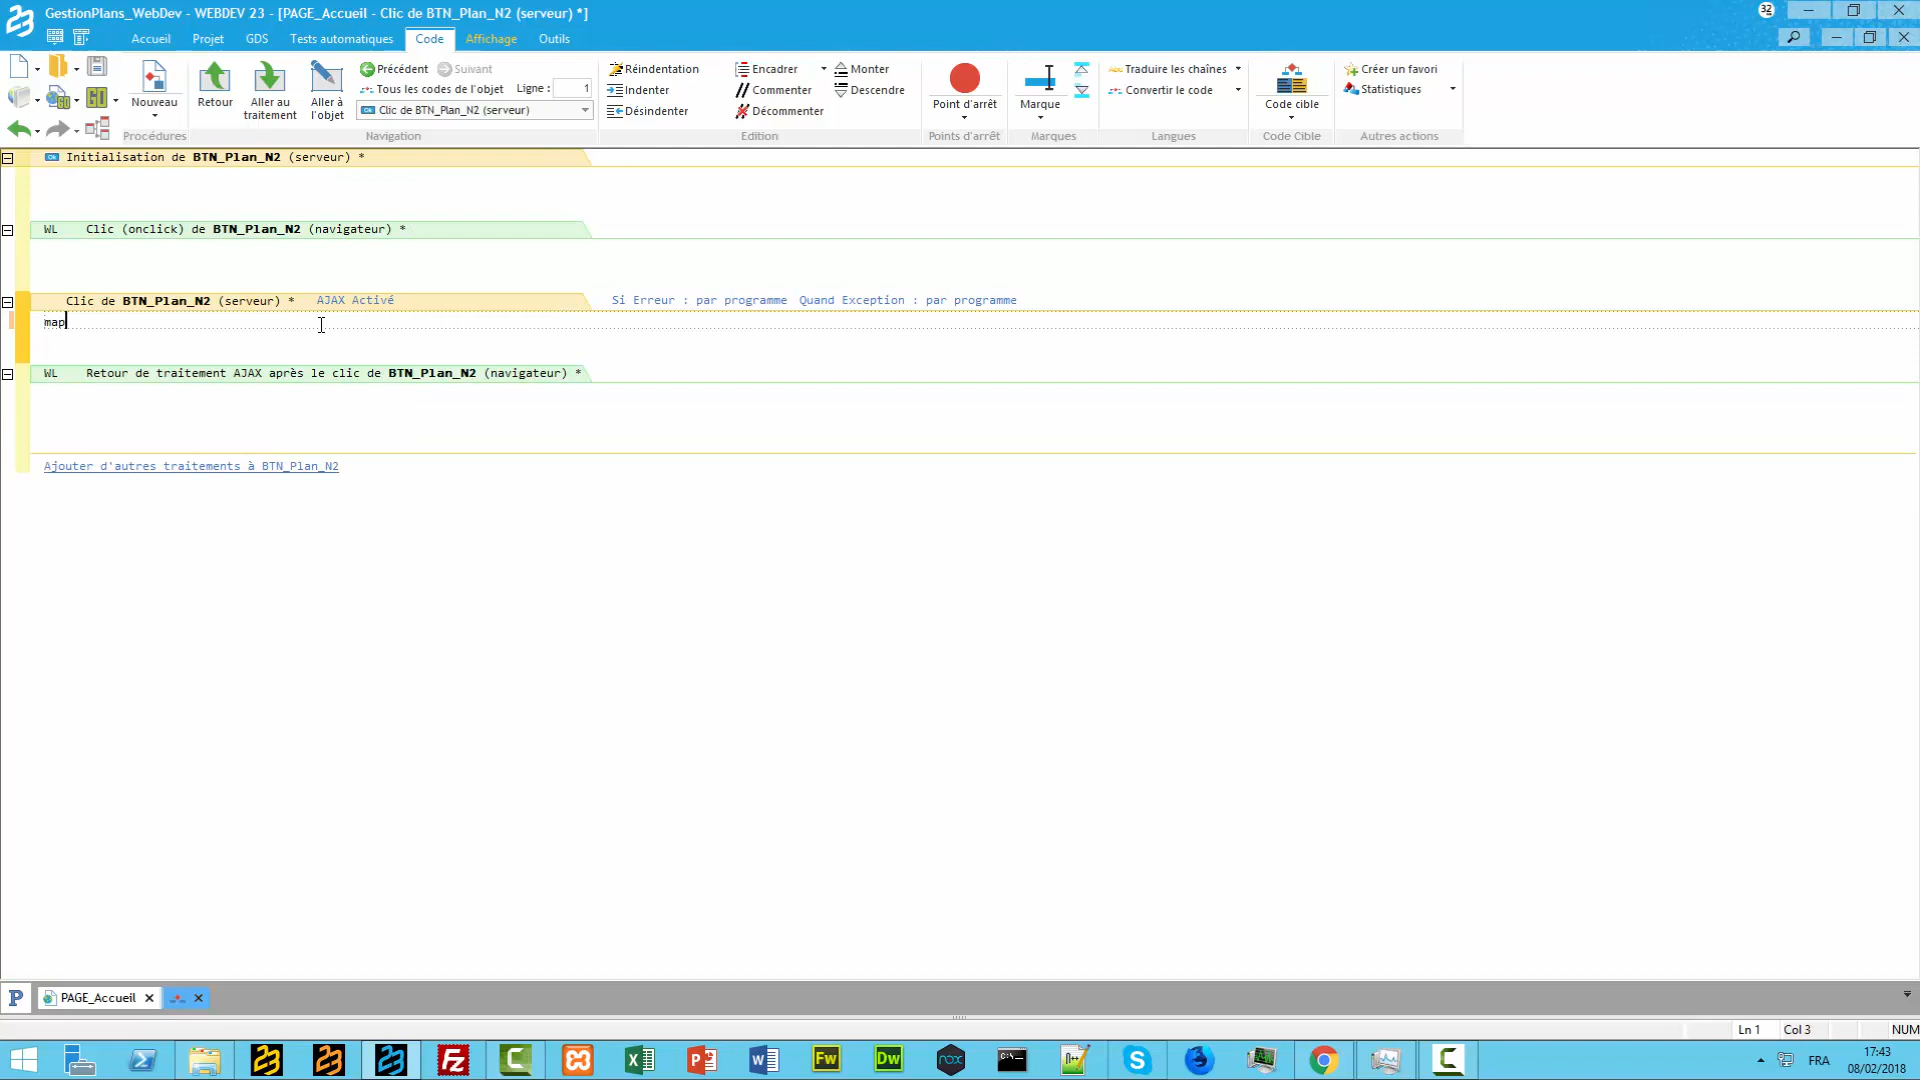 GestionPlans_WebDev - WEBDEV 23 - [PAGE_Accueil - Clic de BTN_Plan_N2 (serveur) *]
32
Accueil Projet GDS Tests automatiques Code Affichage Outils
Nouveau
Procédures
Retour
Aller au traitement
Aller à l'objet
Précédent Suivant
Tous les codes de l'objet Ligne : 1
Clic de BTN_Plan_N2 (serveur)
Navigation
Réindentation
Indenter
Désindenter
Encadrer
Commenter
Décommenter
Monter
Descendre
Edition
Point d'arrêt
Points d'arrêt
Marque
Marques
Traduire les chaînes
Convertir le code
Langues
Code cible
Code Cible
Créer un favori
Statistiques
Autres actions
Initialisation de BTN_Plan_N2 (serveur) *
WL Clic (onclick) de BTN_Plan_N2 (navigateur) *
Clic de BTN_Plan_N2 (serveur) * AJAX Activé Si Erreur : par programme Quand Exception : par programme
map
WL Retour de traitement AJAX après le clic de BTN_Plan_N2 (navigateur) *
Ajouter d'autres traitements à BTN_Plan_N2
PAGE_Accueil
Ln 1 Col 3 NUM
FRA
17:43
08/02/2018